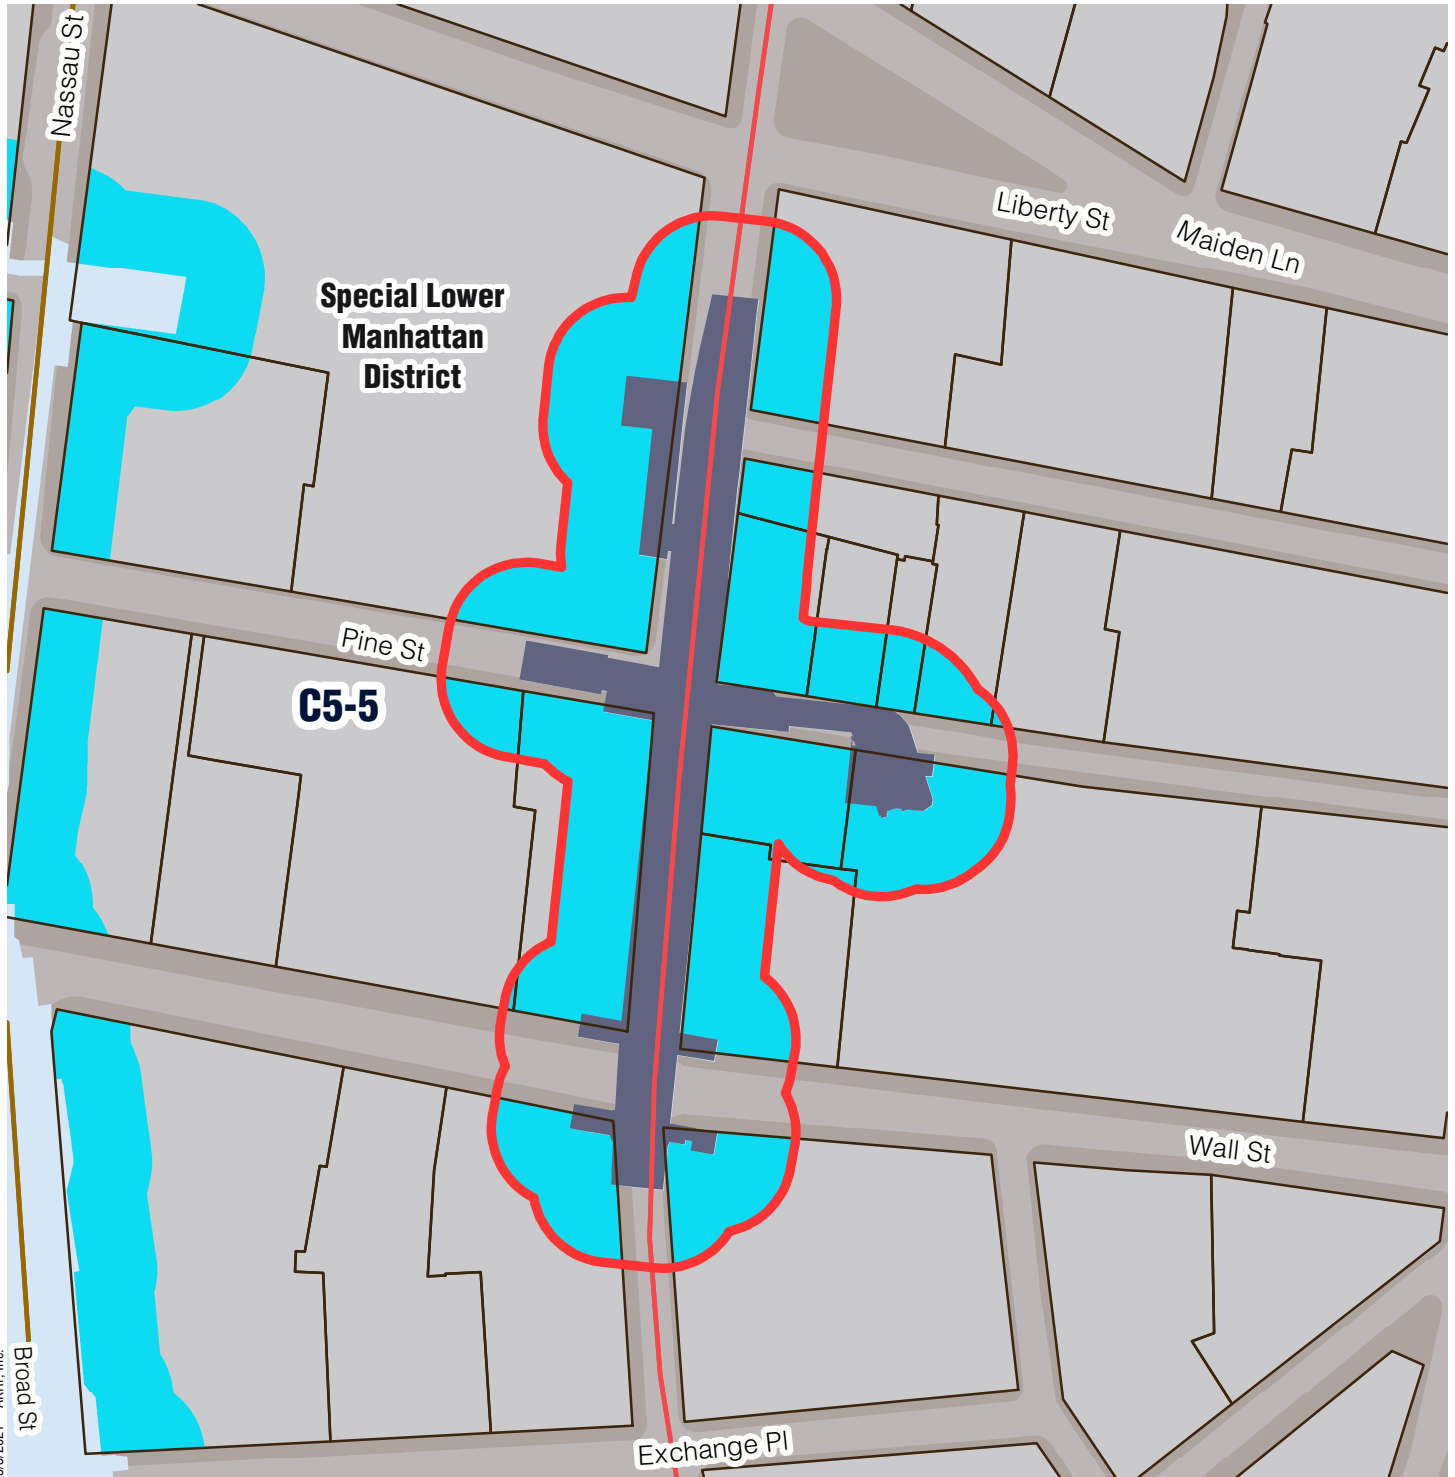 Nassau St
Liberty St
Maiden Ln
Special Lower
Manhattan
District
Pine St
C5-5
Wall St
Broad St
Exchange Pl